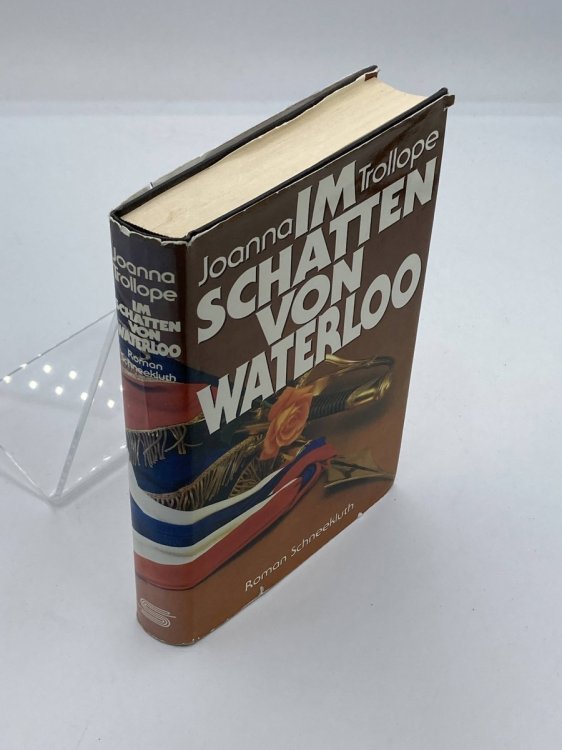 Joanna
Trollope
IM
SCHATTEN
VON
WATERLOO
Roman
Schneekluth
Joanna IM Trollope
SCHATTEN
VON
WATERLOO
Roman Schneekluth